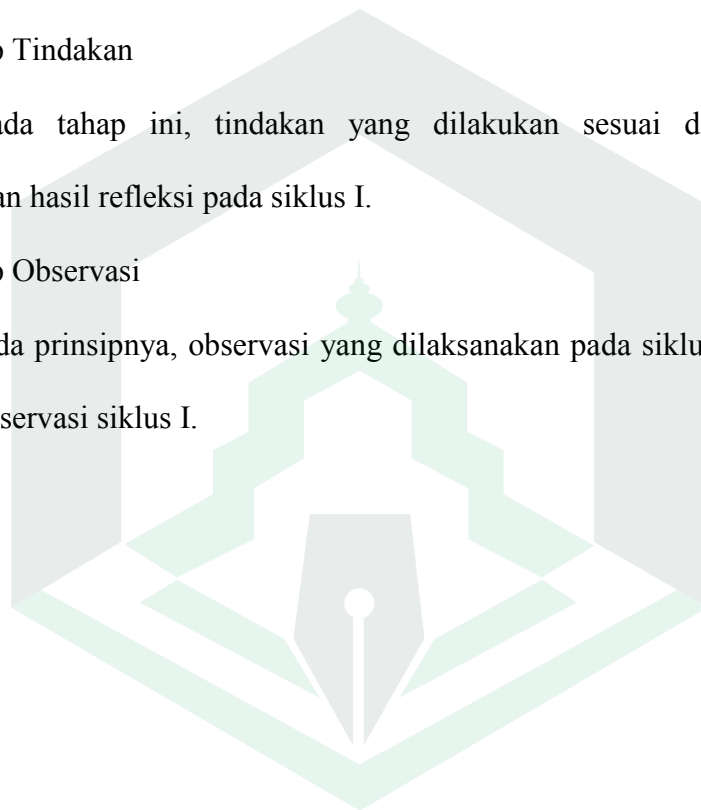 p Tindakan
ada tahap ini, tindakan yang dilakukan sesuai d
an hasil refleksi pada siklus I.
p Observasi
da prinsipnya, observasi yang dilaksanakan pada siklu
servasi siklus I.